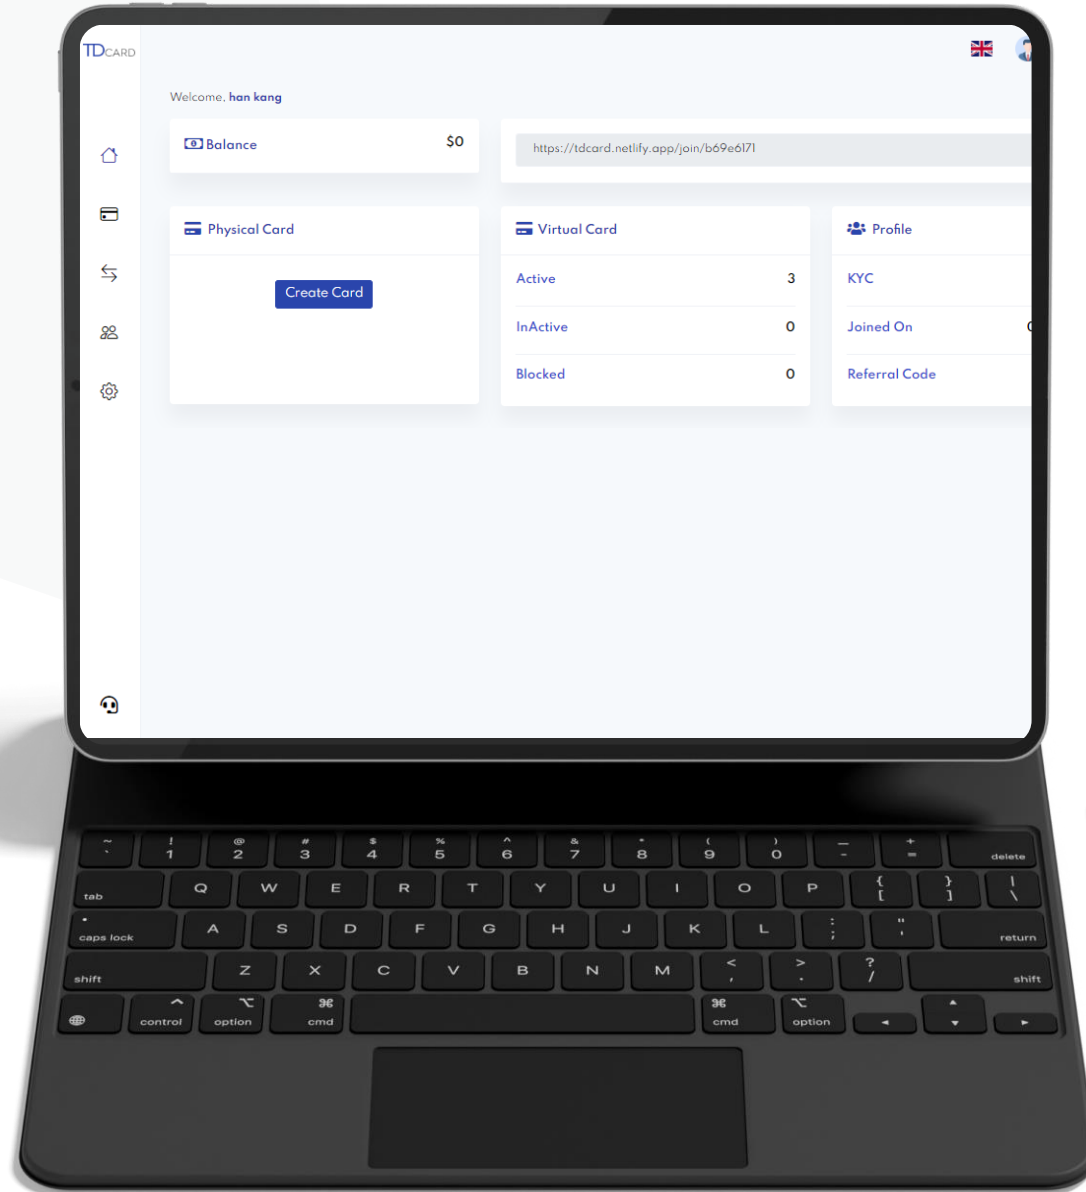 TDCARD
Welcome, han kang
Balance $0
https://tdcard.netlify.app/join/b69e6171
Physical Card
Create Card
Virtual Card
Active 3
InActive 0
Blocked 0
Profile
KYC
Joined On
Referral Code
~ ! @ # $ % ^ & * ( ) — +
` 1 2 3 4 5 6 7 8 9 0 - = delete
tab Q W E R T Y U I O P { [ } ] | \
caps lock A S D F G H J K L : ; " ' return
shift Z X C V B N M < , > . ? / shift
control option cmd cmd option